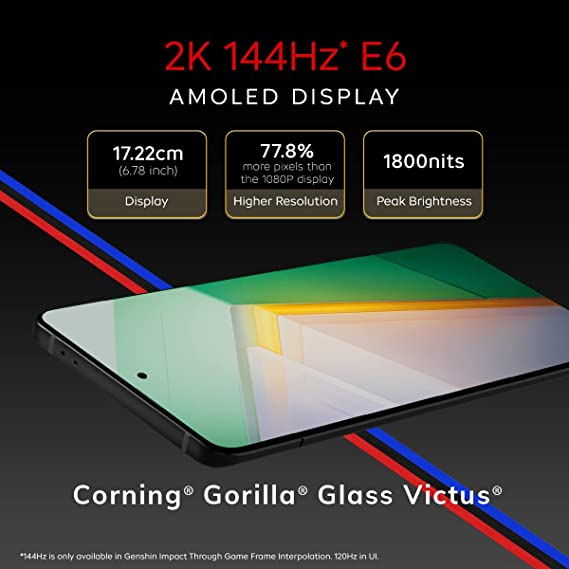 2K 144Hz* E6
AMOLED DISPLAY
17.22cm
(6.78 inch)
Display
77.8%
more pixels than
the 1080P display
Higher Resolution
1800nits
Peak Brightness
Corning® Gorilla® Glass Victus®
*144Hz is only available in Genshin Impact Through Game Frame Interpolation. 120Hz in UI.